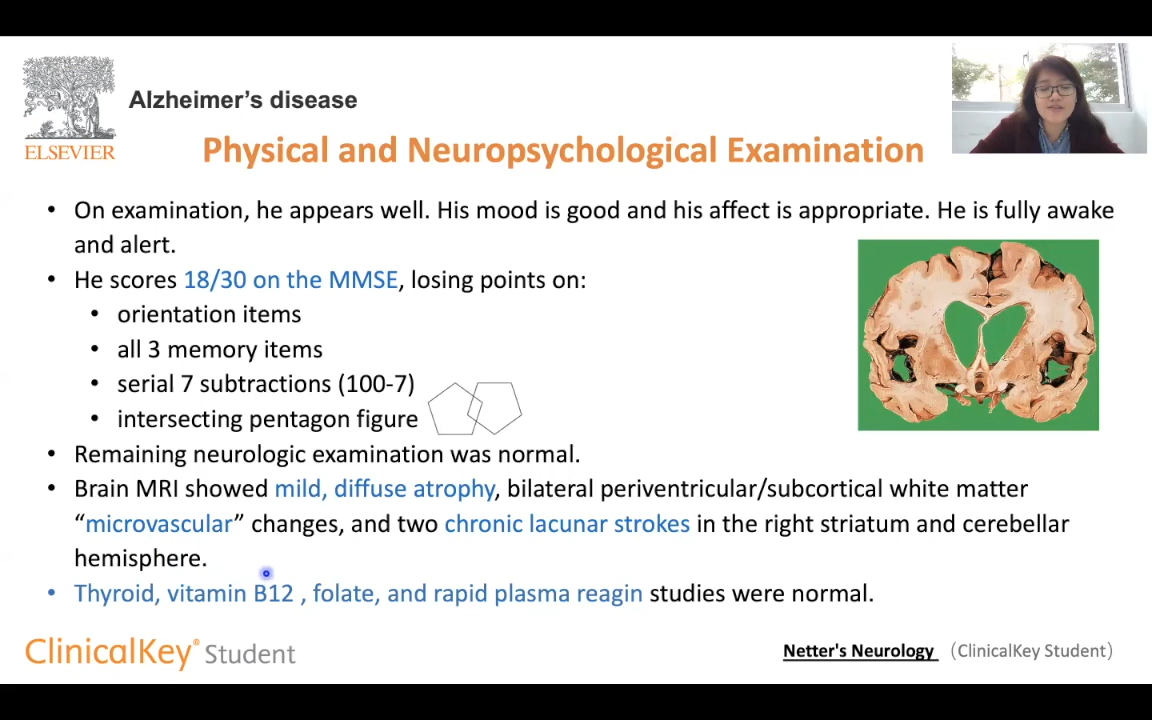 ELSEVIER
Alzheimer's disease
Physical and Neuropsychological Examination
• On examination, he appears well. His mood is good and his affect is appropriate. He is fully awake
and alert.
• He scores 18/30 on the MMSE, losing points on:
• orientation items
• all 3 memory items
• serial 7 subtractions (100-7)
• intersecting pentagon figure
• Remaining neurologic examination was normal.
• Brain MRI showed mild, diffuse atrophy, bilateral periventricular/subcortical white matter
“microvascular” changes, and two chronic lacunar strokes in the right striatum and cerebellar
hemisphere.
• Thyroid, vitamin B12 , folate, and rapid plasma reagin studies were normal.
ClinicalKey® Student
Netter's Neurology (ClinicalKey Student)